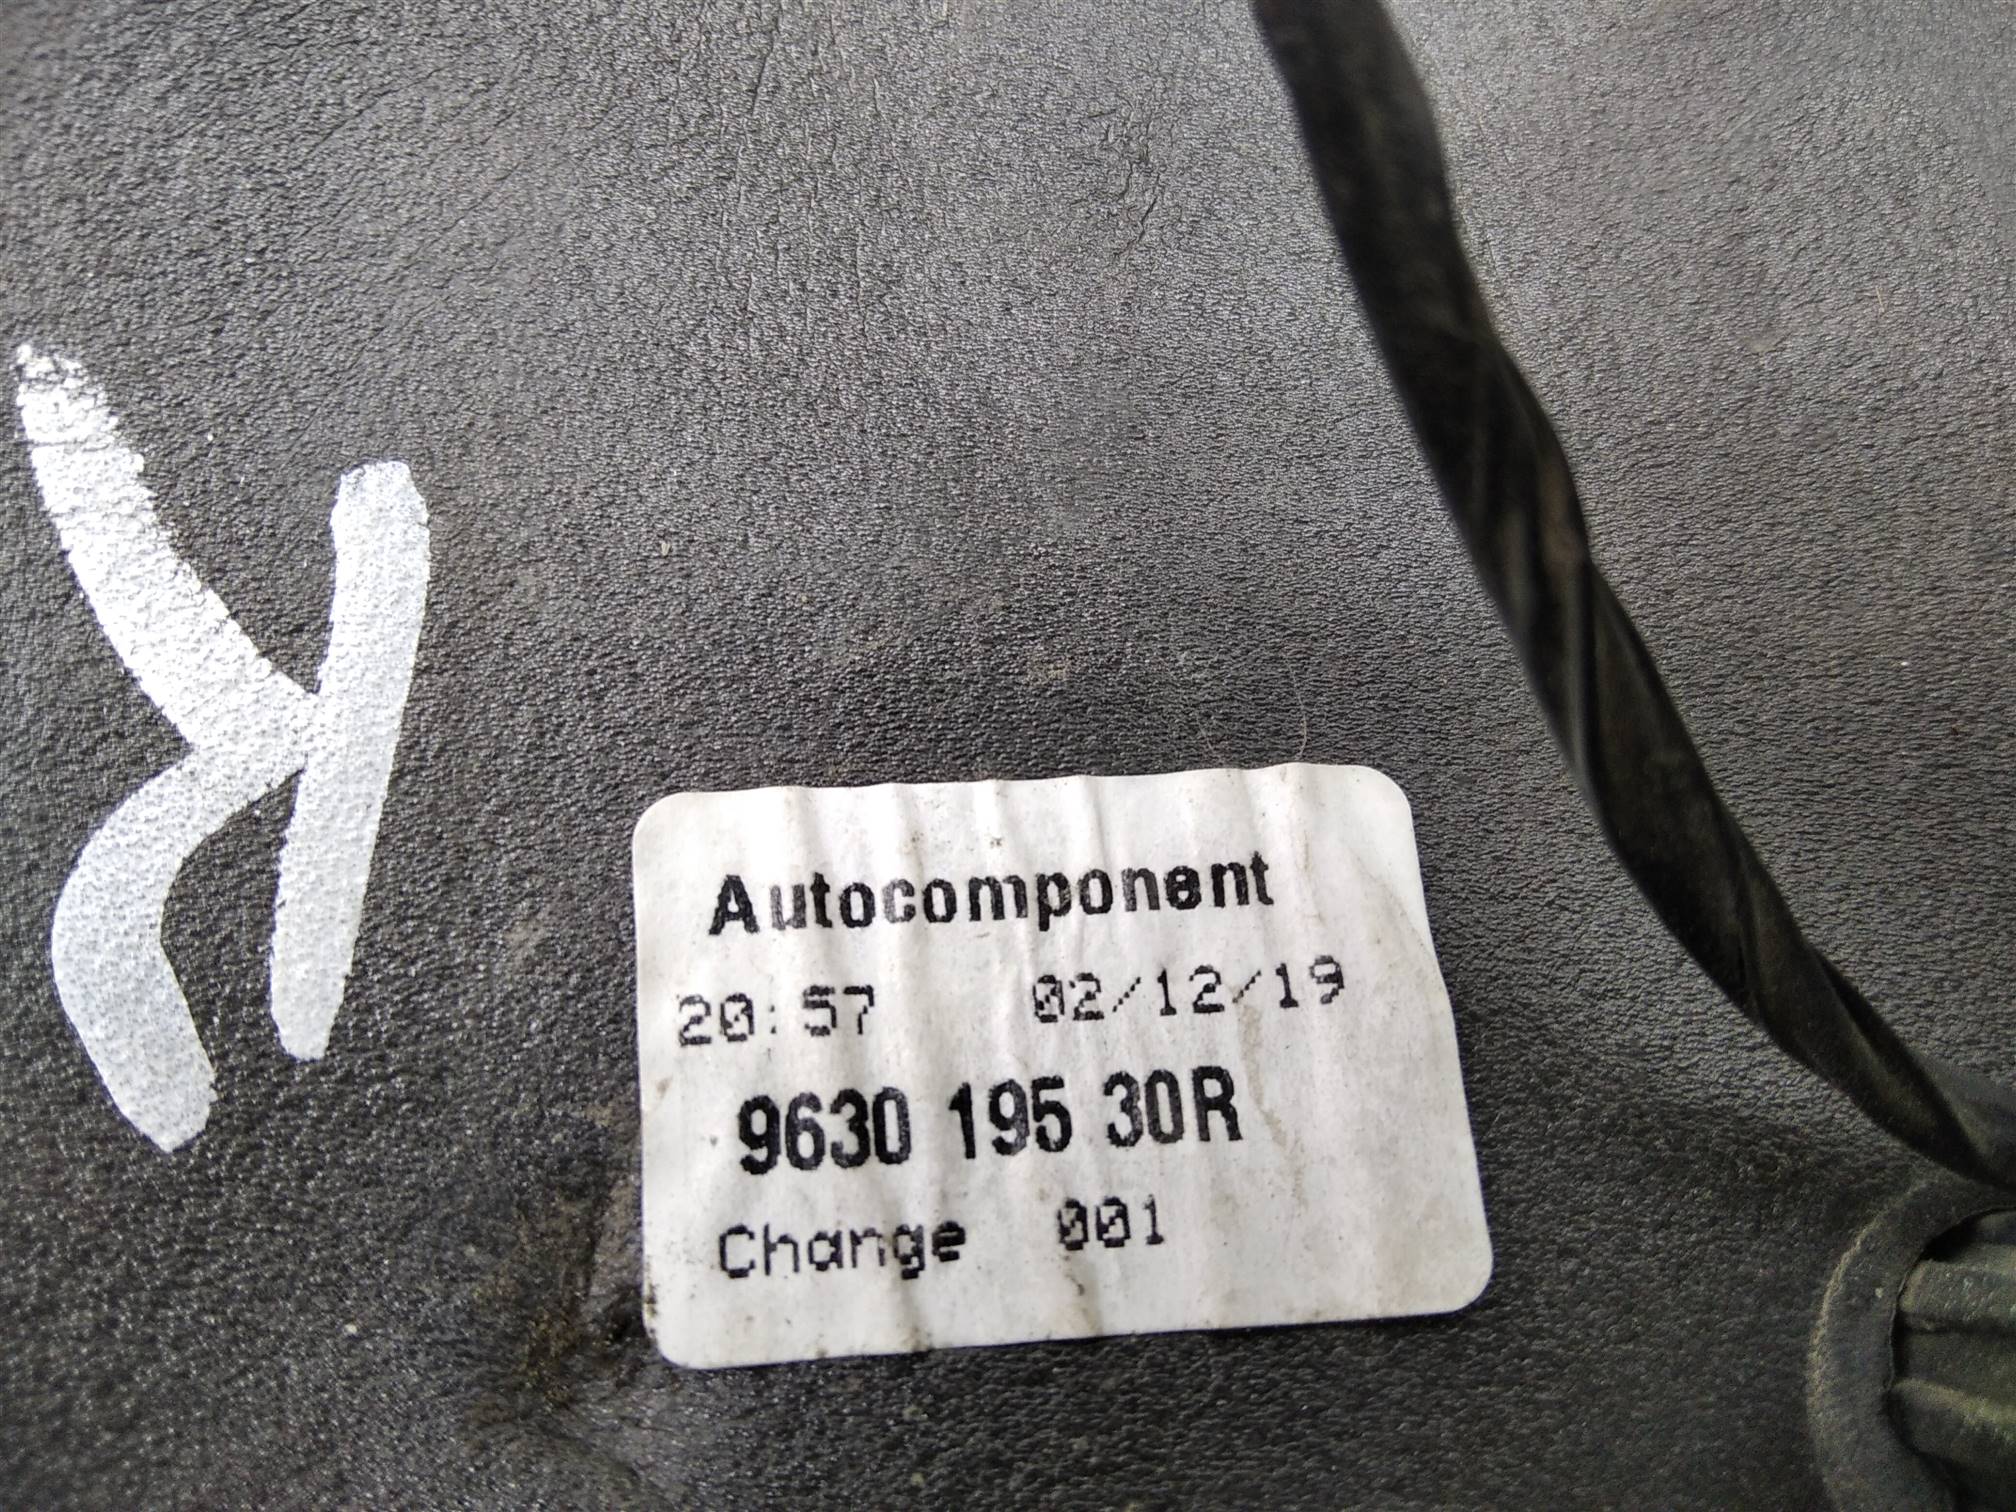 R
Autocomponent
20:57 02/12/19
9630 195 30R
Change 001